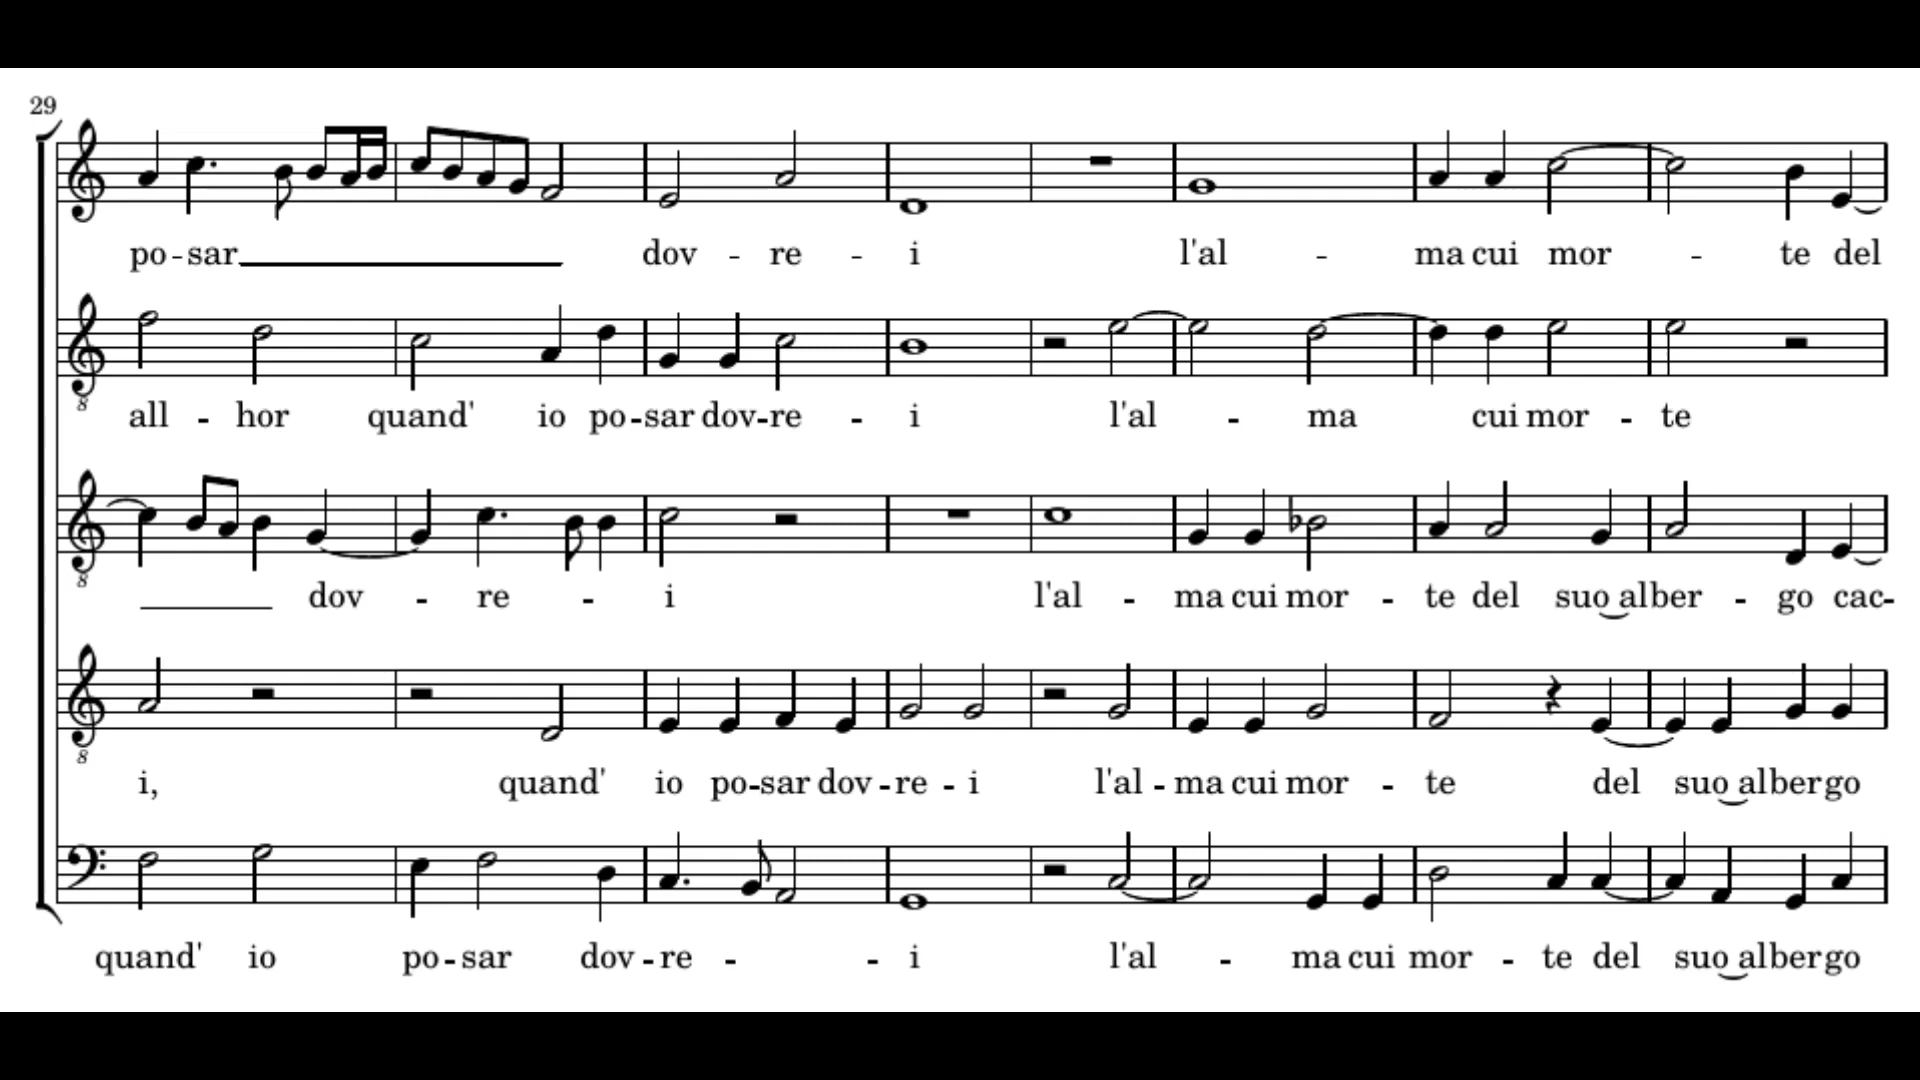 29
po - sar dov - re - i l'al - ma cui mor - te del
8
all - hor quand' io po - sar dov - re - i l'al - ma cui mor - te
8
dov - re - i l'al - ma cui mor - te del suo‿alber - go cac-
8
i, quand' io po - sar dov - re - i l'al - ma cui mor - te del suo‿albergo
quand' io po - sar dov - re - i l'al - ma cui mor - te del suo‿albergo